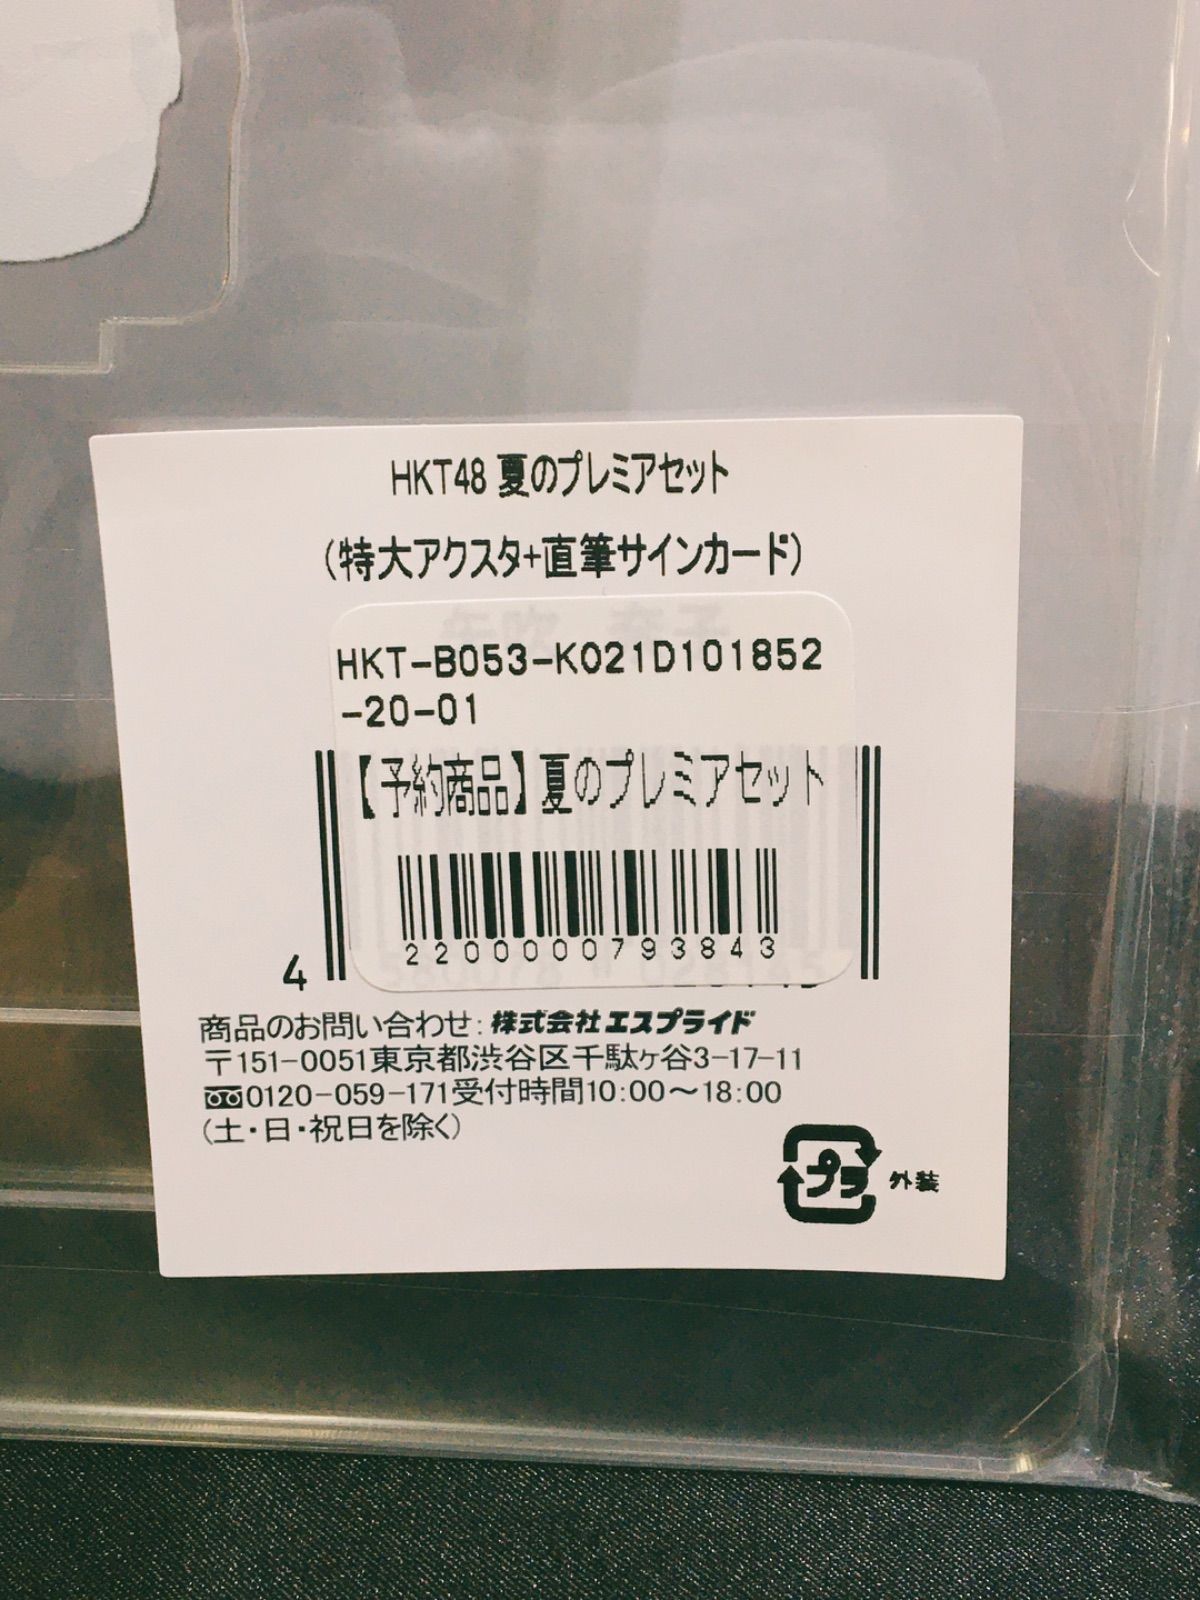 HKT48 夏のプレミアセット
(特大アクスタ+直筆サインカード)
HKT-B053-K021D101852
-20-01
【予約商品】夏のプレミアセット
2200000793843
4
商品のお問い合わせ: 株式会社エスプライド
〒151-0051東京都渋谷区千駄ヶ谷3-17-11
0120-059-171受付時間10:00〜18:00
(土・日・祝日を除く)
プラ 外装